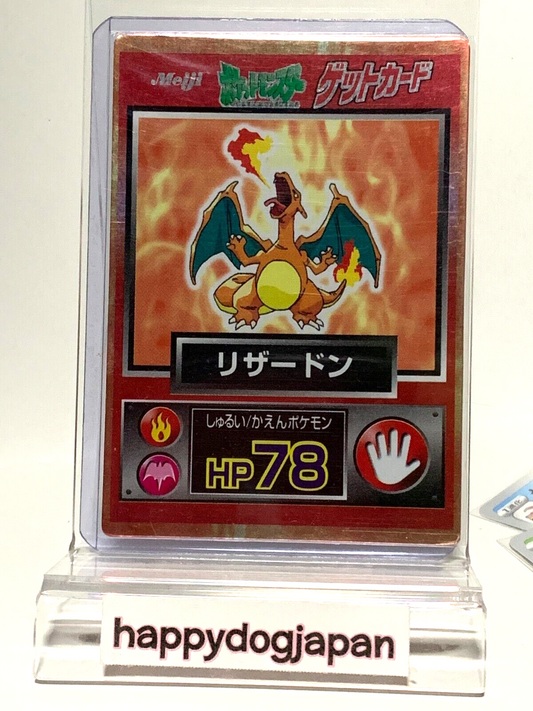 Meiji ポケットモンスター ゲットカード
リザードン
しゅるい/かえんポケモン
HP78
happydogjapan